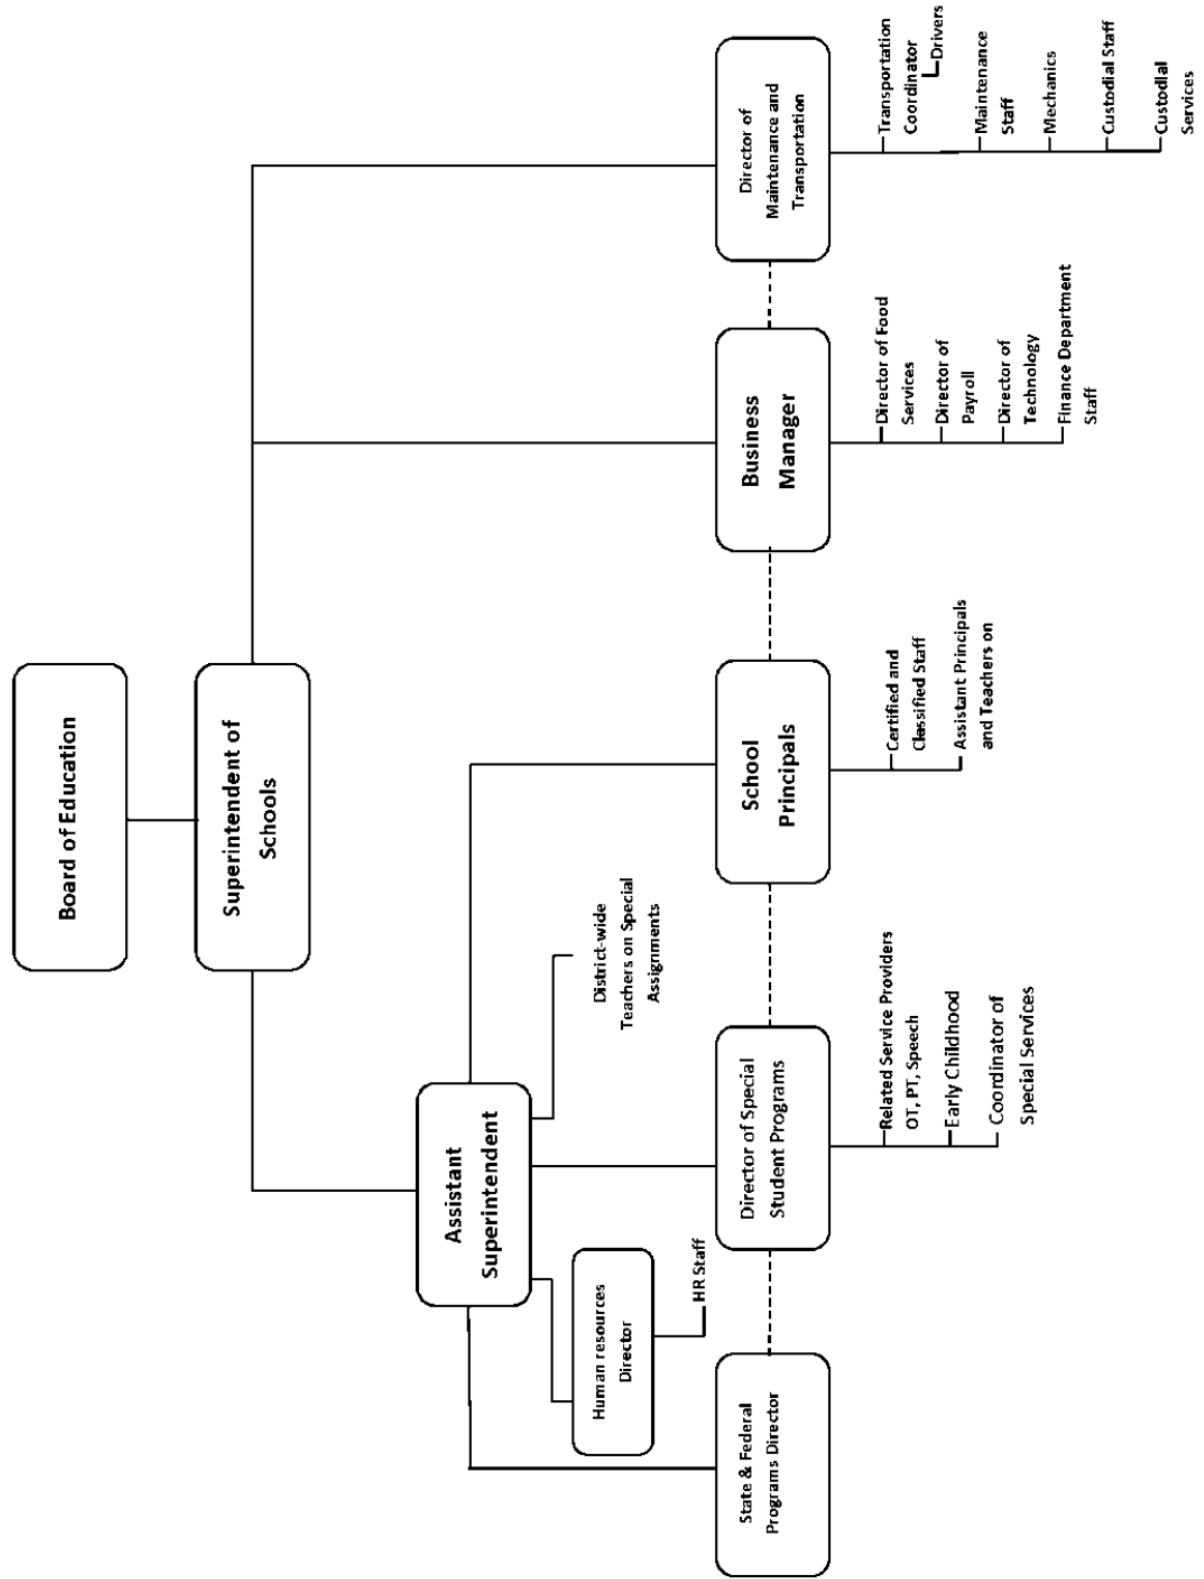 Board of Education
Superintendent of
Schools
Assistant
Superintendent
Human resources
Director
HR Staff
District-wide
Teachers on Special
Assignments
State & Federal
Programs Director
Director of Special
Student Programs
Related Service Providers
OT, PT, Speech
Early Childhood
Coordinator of
Special Services
School
Principals
Certified and
Classified Staff
Assistant Principals
and Teachers on
Business
Manager
Director of Food
Services
Director of
Payroll
Director of
Technology
Finance Department
Staff
Director of
Maintenance and
Transportation
Transportation
Coordinator
Drivers
Maintenance
Staff
Mechanics
Custodial Staff
Custodial
Services